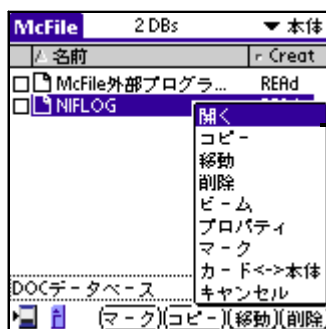 McFile 2 DBs ▼ 本体
名前 Creat
McFile外部プログラ... READ
NIFLOG
開く
コピー
移動
削除
ビーム
プロパティ
マーク
カード<->本体
キャンセル
DOCデータベース
(マーク)(コピー)(移動)(削除